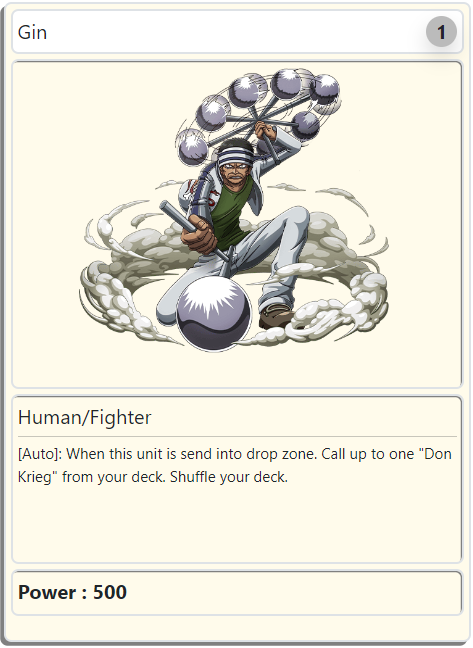 Gin
1
Human/Fighter
[Auto]: When this unit is send into drop zone. Call up to one "Don
Krieg" from your deck. Shuffle your deck.
Power : 500